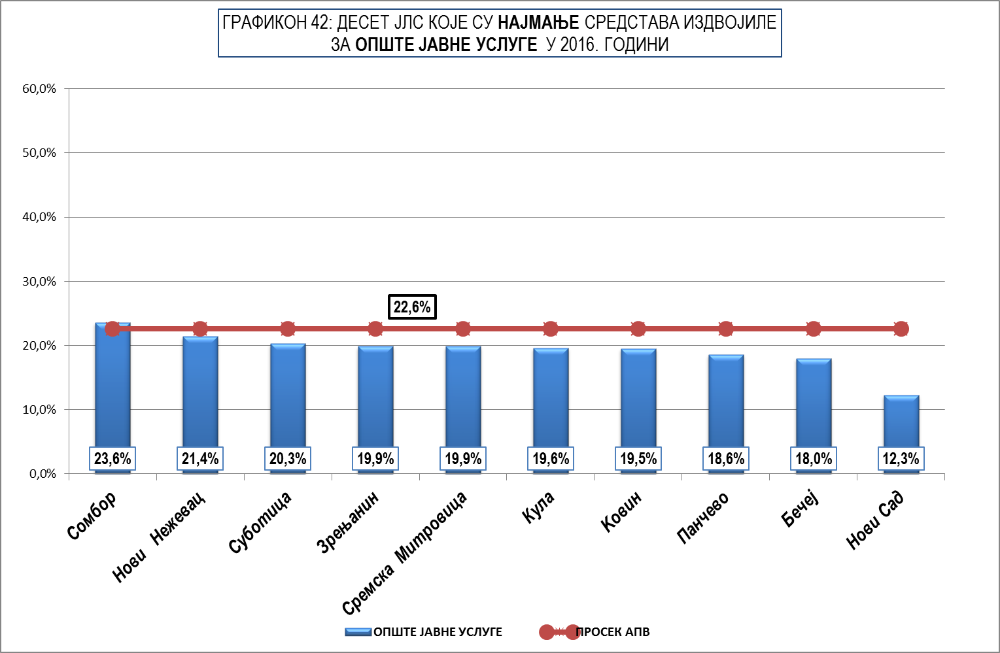 ГРАФИКОН 42: ДЕСЕТ ЈЛС КОЈЕ СУ НАЈМАЊЕ СРЕДСТАВА ИЗДВОЈИЛЕ
ЗА ОПШТЕ ЈАВНЕ УСЛУГЕ У 2016. ГОДИНИ
60,0%
50,0%
40,0%
30,0%
20,0%
10,0%
0,0%
22,6%
23,6%
21,4%
20,3%
19,9%
19,9%
19,6%
19,5%
18,6%
18,0%
12,3%
Сомбор
Нови Нежевац
Суботица
Зрењанин
Сремска Митровица
Кула
Ковин
Панчево
Бечеј
Нови Сад
ОПШТЕ ЈАВНЕ УСЛУГЕ
ПРОСЕК АПВ